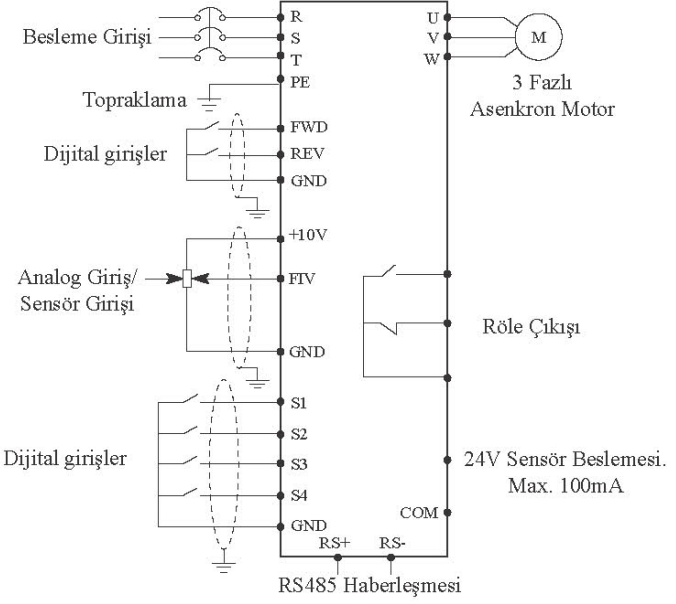 Besleme Girişi
R
S
T
PE
Topraklama
U
V
W
M
3 Fazlı
Asenkron Motor
Dijital girişler
FWD
REV
GND
+10V
Analog Giriş/
Sensör Girişi
FIV
GND
Röle Çıkışı
Dijital girişler
S1
S2
S3
S4
GND
24V Sensör Beslemesi.
Max. 100mA
COM
RS+ RS-
RS485 Haberleşmesi